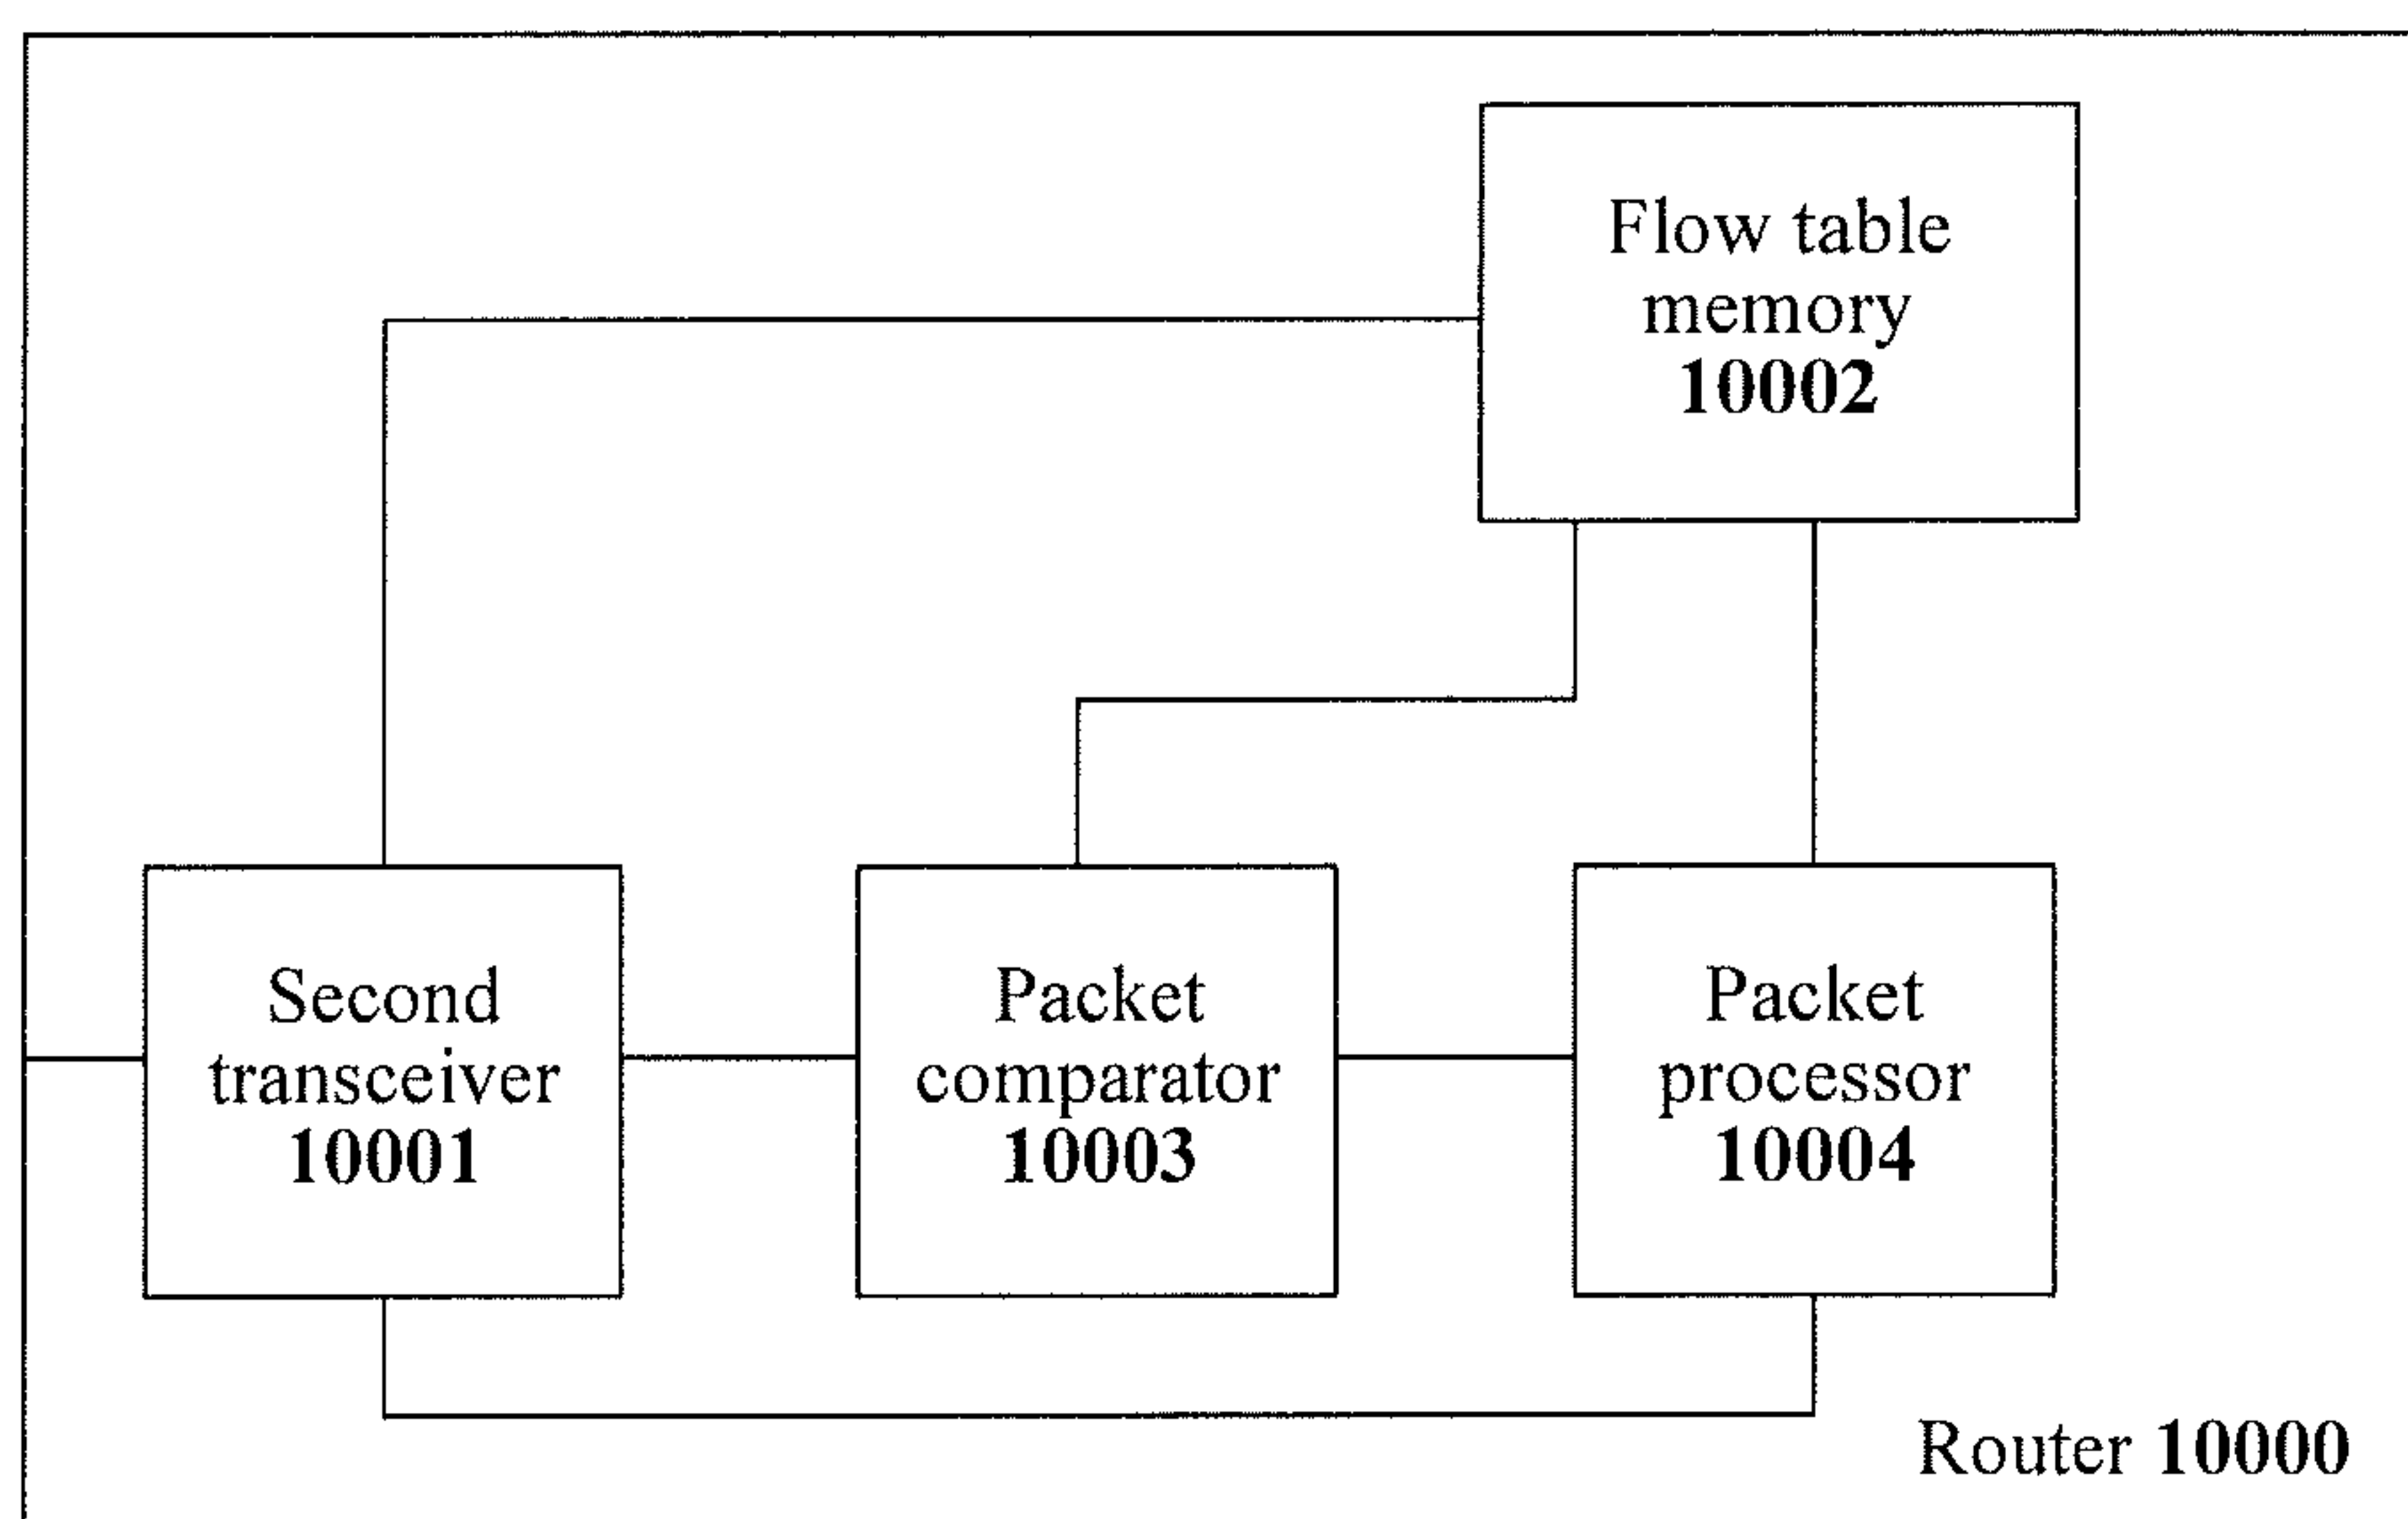 Flow table
memory
10002
Second
transceiver
10001
Packet
comparator
10003
Packet
processor
10004
Router 10000